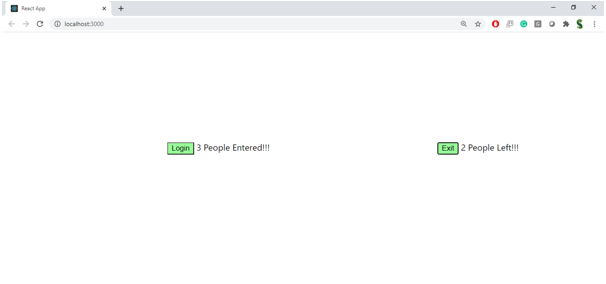 React App
localhost:3000
Login 3 People Entered!!!
Exit 2 People Left!!!